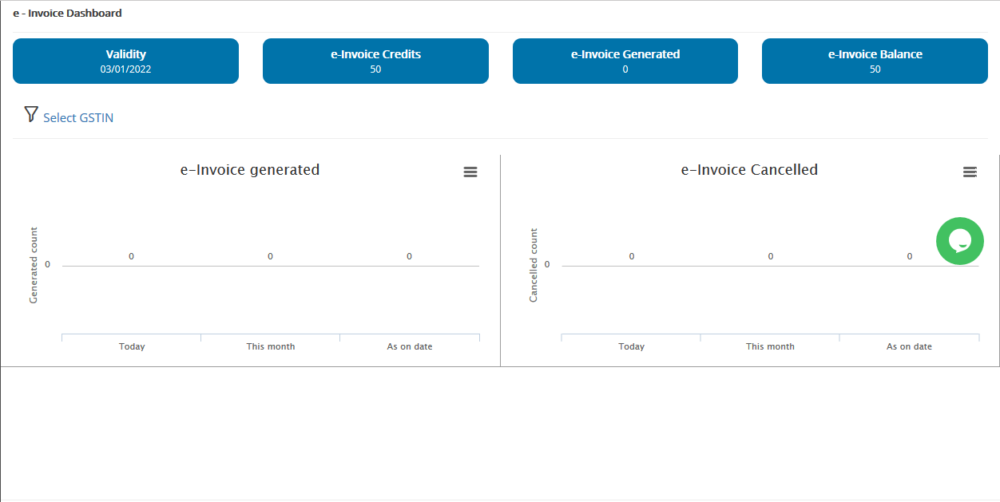 e - Invoice Dashboard
Validity
03/01/2022
e-Invoice Credits
50
e-Invoice Generated
0
e-Invoice Balance
50
Select GSTIN
e-Invoice generated
Generated count
0
0 0 0
Today This month As on date
e-Invoice Cancelled
Cancelled count
0
0 0 0
Today This month As on date